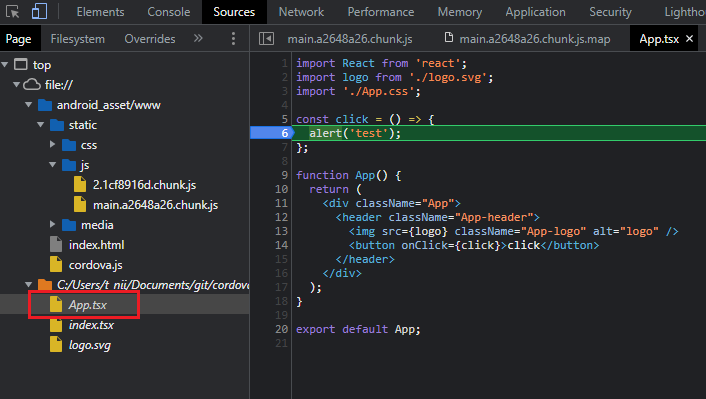 Elements Console Sources Network Performance Memory Application Security Lightho
Page Filesystem Overrides » main.a2648a26.chunk.js main.a2648a26.chunk.js.map App.tsx ×
top
file://
android_asset/www
static
css
js
2.1cf8916d.chunk.js
main.a2648a26.chunk.js
media
index.html
cordova.js
C:/Users/t_nii/Documents/git/cordova
App.tsx
index.tsx
logo.svg
1 import React from 'react';
2 import logo from './logo.svg';
3 import './App.css';
4
5 const click = () => {
6 alert('test');
7 };
8
9 function App() {
10 return (
11 <div className="App">
12 <header className="App-header">
13 <img src={logo} className="App-logo" alt="logo" />
14 <button onClick={click}>click</button>
15 </header>
16 </div>
17 );
18 }
19
20 export default App;
21